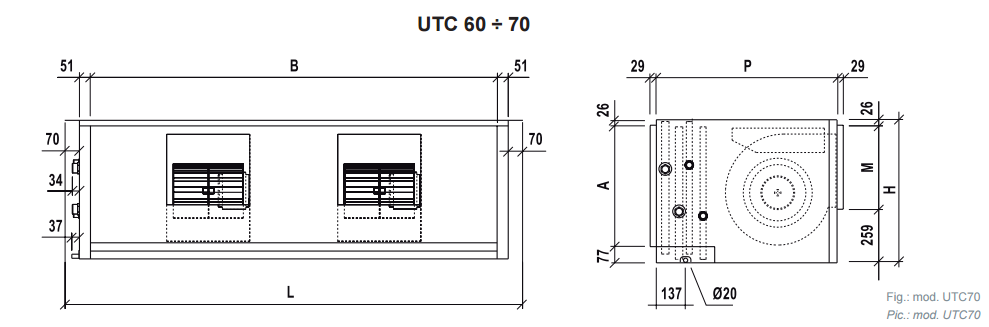 UTC 60 ÷ 70
51 B 51
29 P 29
26 26
70 70
34
37
A M H
77 259
L
137 Ø20
Fig.: mod. UTC70
Pic.: mod. UTC70